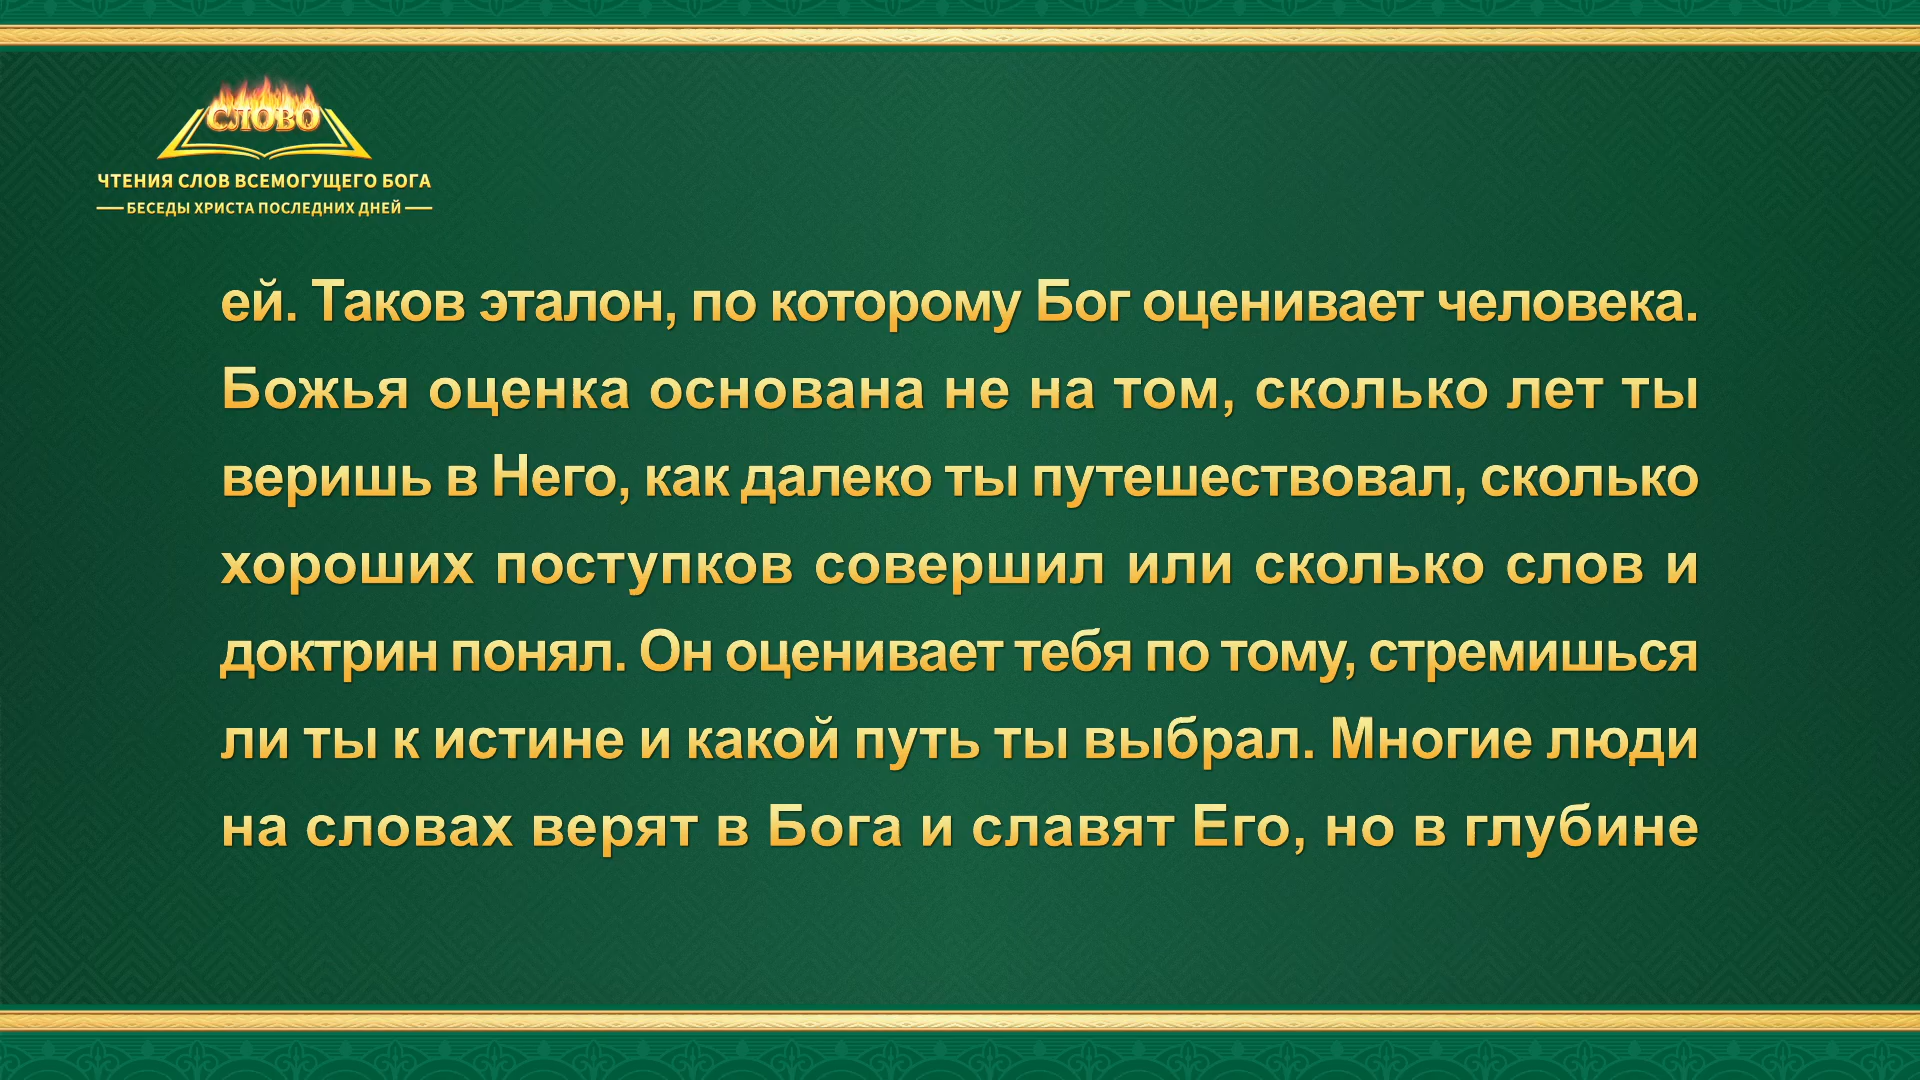 СЛОВО
ЧТЕНИЯ СЛОВ ВСЕМОГУЩЕГО БОГА
БЕСЕДЫ ХРИСТА ПОСЛЕДНИХ ДНЕЙ
ей. Таков эталон, по которому Бог оценивает человека.
Божья оценка основана не на том, сколько лет ты
веришь в Него, как далеко ты путешествовал, сколько
хороших поступков совершил или сколько слов и
доктрин понял. Он оценивает тебя по тому, стремишься
ли ты к истине и какой путь ты выбрал. Многие люди
на словах верят в Бога и славят Его, но в глубине